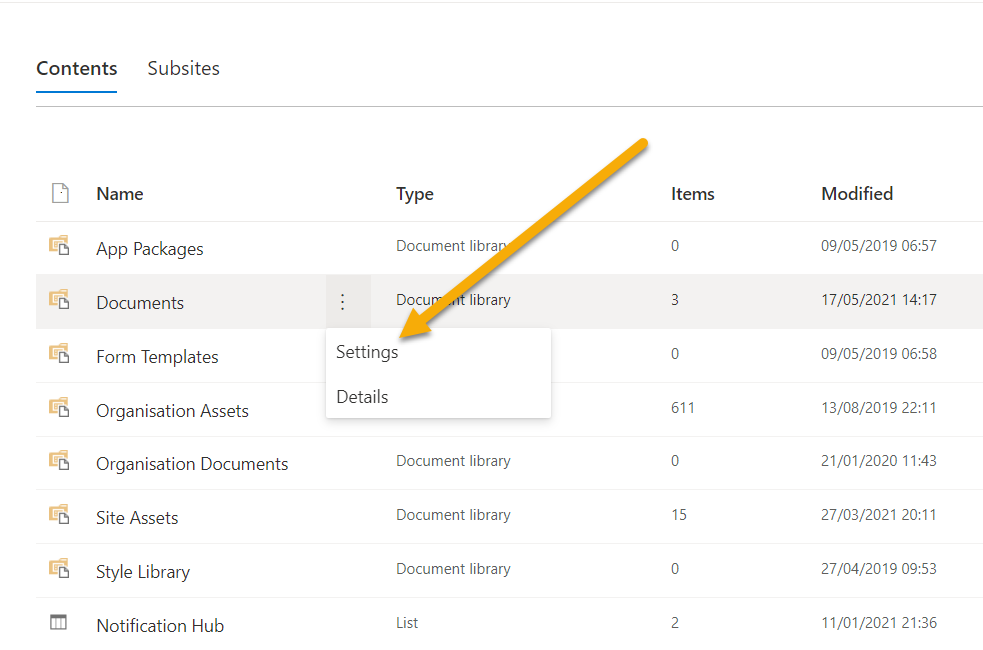 Contents Subsites
Name Type Items Modified
App Packages Document library 0 09/05/2019 06:57
Documents Document library 3 17/05/2021 14:17
Settings
Form Templates 0 09/05/2019 06:58
Details
Organisation Assets 611 13/08/2019 22:11
Organisation Documents Document library 0 21/01/2020 11:43
Site Assets Document library 15 27/03/2021 20:11
Style Library Document library 0 27/04/2019 09:53
Notification Hub List 2 11/01/2021 21:36